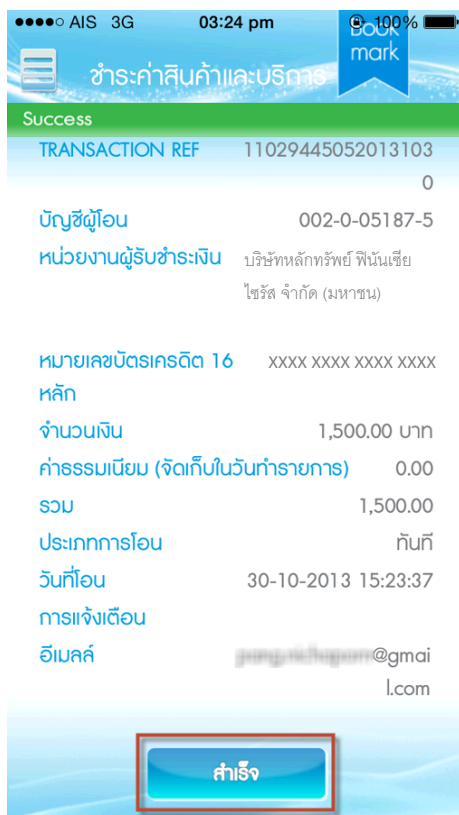 AIS 3G 03:24 pm 100%
Book
mark
ชำระค่าสินค้าและบริการ
Success
TRANSACTION REF 11029445052013103
0
บัญชีผู้โอน 002-0-05187-5
หน่วยงานผู้รับชำระเงิน บริษัทหลักทรัพย์ ฟินันเซีย
ไซรัส จำกัด (มหาชน)
หมายเลขบัตรเครดิต 16 XXXX XXXX XXXX XXXX
หลัก
จำนวนเงิน 1,500.00 บาท
ค่าธรรมเนียม (จัดเก็บในวันทำรายการ) 0.00
รวม 1,500.00
ประเภทการโอน ทันที
วันที่โอน 30-10-2013 15:23:37
การแจ้งเตือน
อีเมลล์ @gmai
l.com
สำเร็จ